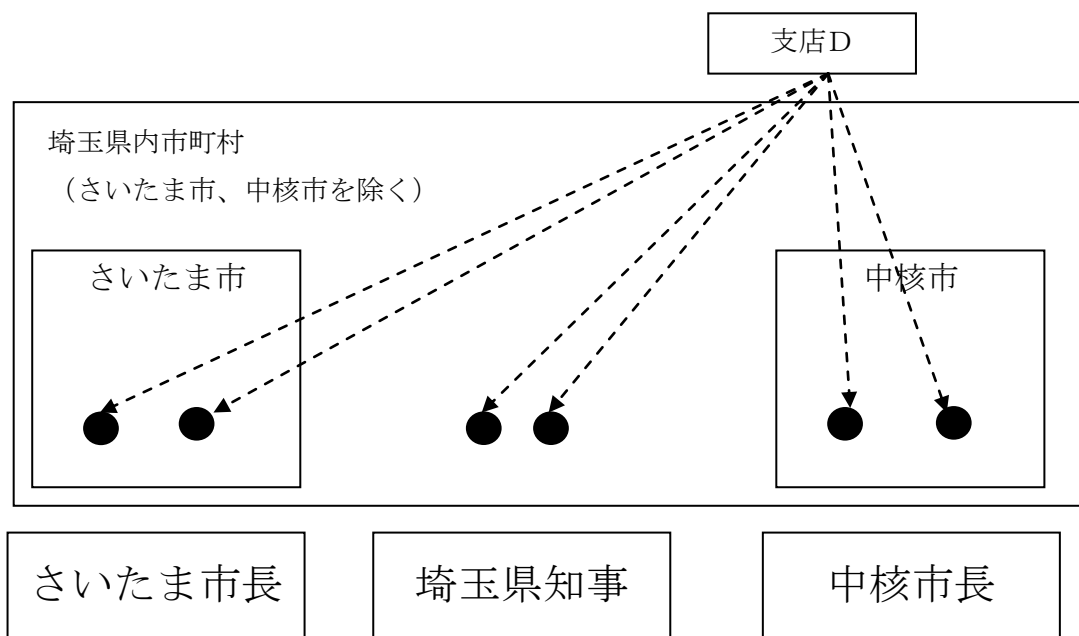 支店D
埼玉県内市町村
（さいたま市、中核市を除く）
さいたま市
中核市
さいたま市長
埼玉県知事
中核市長